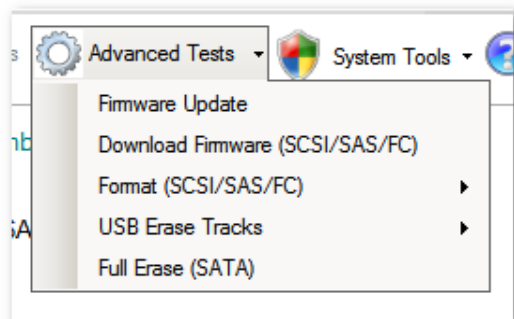 Advanced Tests
System Tools
Firmware Update
Download Firmware (SCSI/SAS/FC)
Format (SCSI/SAS/FC)
USB Erase Tracks
Full Erase (SATA)